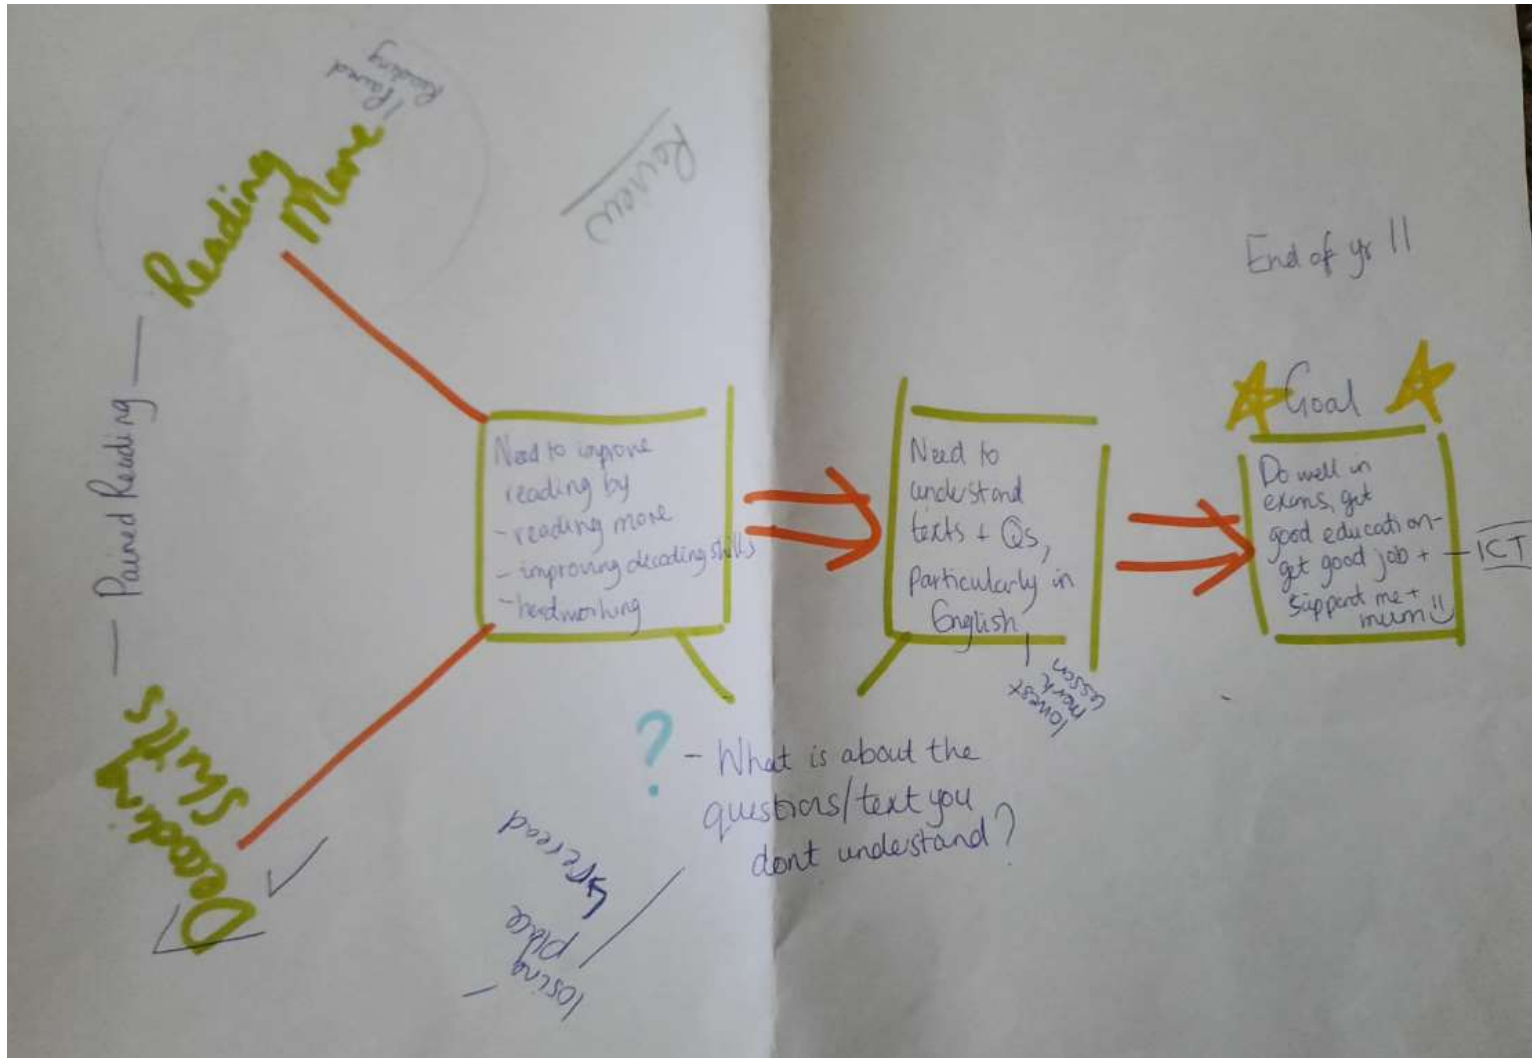 Paired
Reading
Reading
More
Review
Paired Reading
Decoding
Skills
Need to improve
reading by
- reading more
- improving decoding skills
- hardworking
Need to
understand
texts + Qs,
particularly in
English
lowest
mark
lesson
End of yr 11
Goal
Do well in
exams, get
good education-
get good job +
support me +
mum
ICT
? - What is about the
questions/text you
dont understand?
losing
place
↳ reread